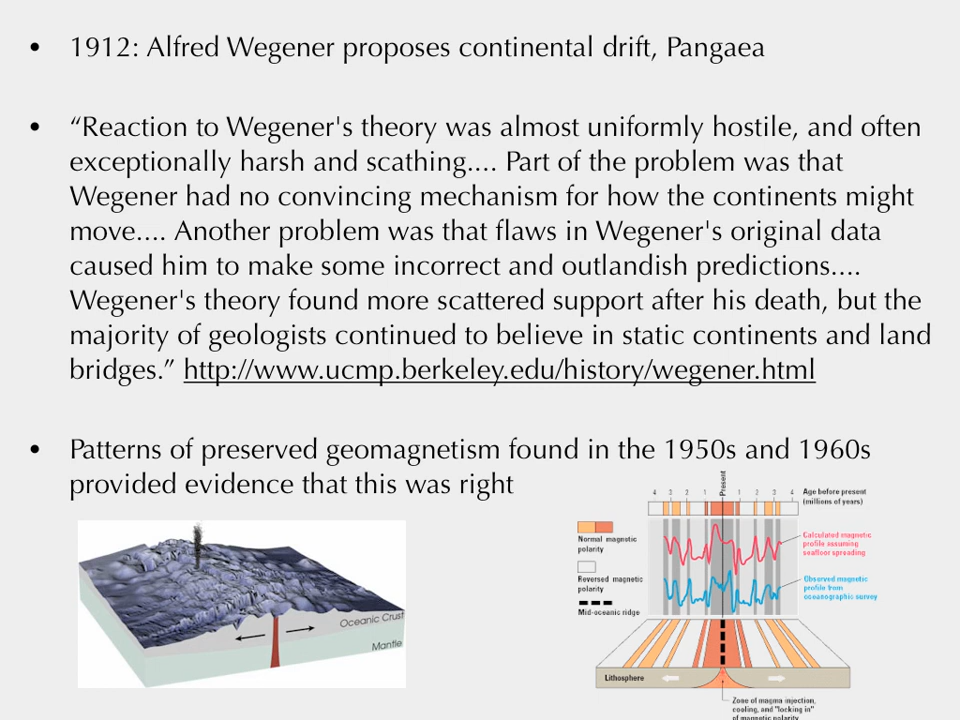 • 1912: Alfred Wegener proposes continental drift, Pangaea
• “Reaction to Wegener's theory was almost uniformly hostile, and often
exceptionally harsh and scathing.... Part of the problem was that
Wegener had no convincing mechanism for how the continents might
move.... Another problem was that flaws in Wegener's original data
caused him to make some incorrect and outlandish predictions....
Wegener's theory found more scattered support after his death, but the
majority of geologists continued to believe in static continents and land
bridges.” http://www.ucmp.berkeley.edu/history/wegener.html
• Patterns of preserved geomagnetism found in the 1950s and 1960s
provided evidence that this was right
Oceanic Crust
Mantle
Present
4 3 2 1 1 2 3 4
Age before present
(millions of years)
Normal magnetic
polarity
Reversed magnetic
polarity
Mid-oceanic ridge
Calculated magnetic
profile assuming
seafloor spreading
Observed magnetic
profile from
oceanographic survey
Lithosphere
Zone of magma injection,
cooling, and "locking in"
of magnetic polarity